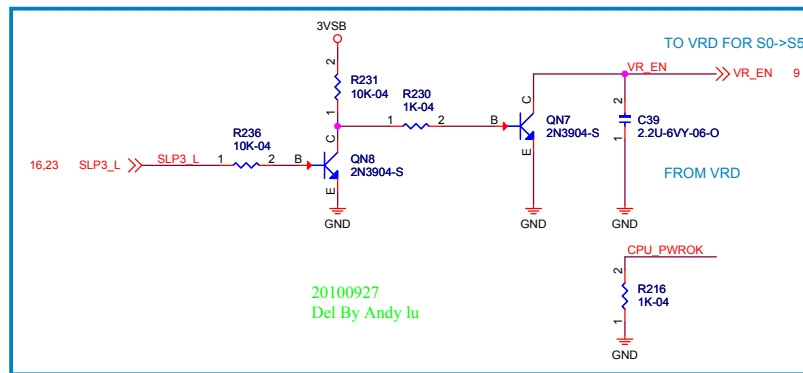 3VSB
TO VRD FOR S0->S5
2
R231
10K-04
1
R230
1K-04
1 2
VR_EN
VR_EN 9
2
C39
2.2U-6VY-06-O
1
C
B
QN7
2N3904-S
E
R236
10K-04
16,23 SLP3_L
SLP3_L
1 2
C
B
QN8
2N3904-S
E
FROM VRD
GND
GND
GND
CPU_PWROK
2
R216
1K-04
1
GND
20100927
Del By Andy lu